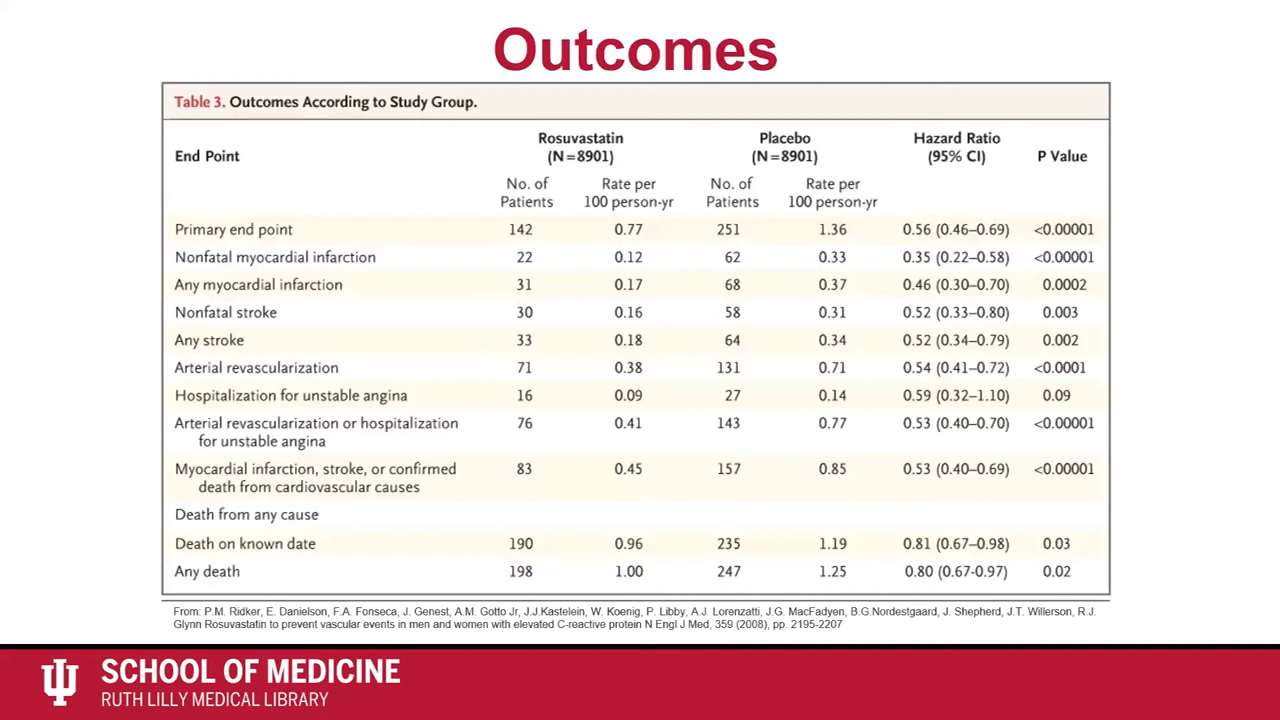 Outcomes
Table 3. Outcomes According to Study Group.
End Point Rosuvastatin (N=8901) Placebo (N=8901) Hazard Ratio (95% CI) P Value
No. of Patients Rate per 100 person-yr No. of Patients Rate per 100 person-yr
Primary end point 142 0.77 251 1.36 0.56 (0.46–0.69) <0.00001
Nonfatal myocardial infarction 22 0.12 62 0.33 0.35 (0.22–0.58) <0.00001
Any myocardial infarction 31 0.17 68 0.37 0.46 (0.30–0.70) 0.0002
Nonfatal stroke 30 0.16 58 0.31 0.52 (0.33–0.80) 0.003
Any stroke 33 0.18 64 0.34 0.52 (0.34–0.79) 0.002
Arterial revascularization 71 0.38 131 0.71 0.54 (0.41–0.72) <0.0001
Hospitalization for unstable angina 16 0.09 27 0.14 0.59 (0.32–1.10) 0.09
Arterial revascularization or hospitalization 76 0.41 143 0.77 0.53 (0.40–0.70) <0.00001
for unstable angina
Myocardial infarction, stroke, or confirmed 83 0.45 157 0.85 0.53 (0.40–0.69) <0.00001
death from cardiovascular causes
Death from any cause
Death on known date 190 0.96 235 1.19 0.81 (0.67–0.98) 0.03
Any death 198 1.00 247 1.25 0.80 (0.67-0.97) 0.02
From: P.M. Ridker, E. Danielson, F.A. Fonseca, J. Genest, A.M. Gotto Jr, J.J.Kastelein, W. Koenig, P. Libby, A.J. Lorenzatti, J.G. MacFadyen, B.G.Nordestgaard, J. Shepherd, J.T. Willerson, R.J.
Glynn Rosuvastatin to prevent vascular events in men and women with elevated C-reactive protein N Engl J Med, 359 (2008), pp. 2195-2207
SCHOOL OF MEDICINE
RUTH LILLY MEDICAL LIBRARY